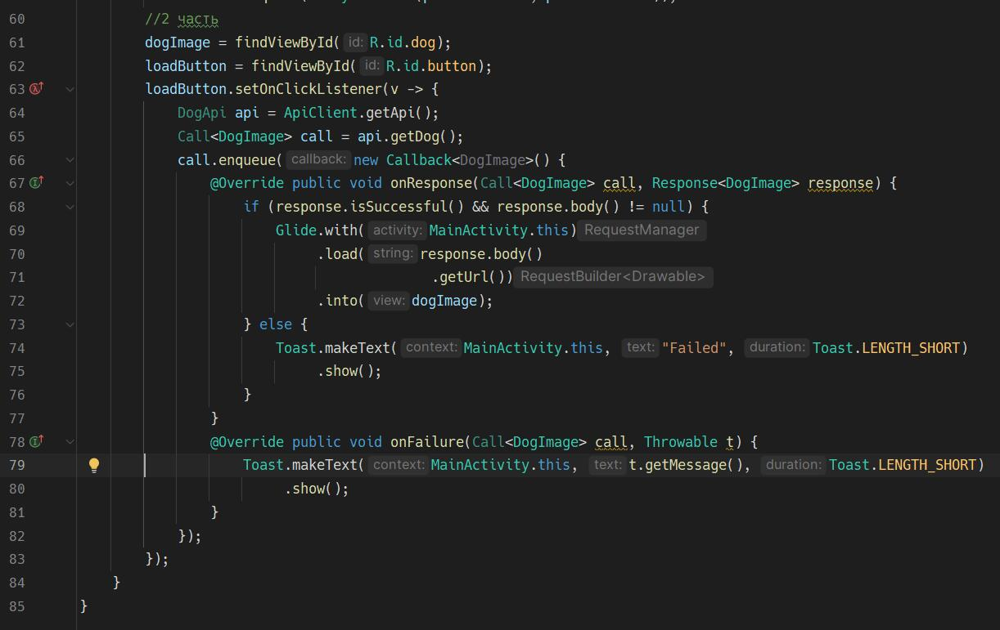 60 //2 часть
61 dogImage = findViewById( id: R.id.dog);
62 loadButton = findViewById( id: R.id.button);
63 loadButton.setOnClickListener(v -> {
64 DogApi api = ApiClient.getApi();
65 Call<DogImage> call = api.getDog();
66 call.enqueue( callback: new Callback<DogImage>() {
67 @Override public void onResponse(Call<DogImage> call, Response<DogImage> response) {
68 if (response.isSuccessful() && response.body() != null) {
69 Glide.with( activity: MainActivity.this) RequestManager
70 .load( string: response.body()
71 .getUrl()) RequestBuilder<Drawable>
72 .into( view: dogImage);
73 } else {
74 Toast.makeText( context: MainActivity.this, text: "Failed", duration: Toast.LENGTH_SHORT)
75 .show();
76 }
77 }
78 @Override public void onFailure(Call<DogImage> call, Throwable t) {
79 Toast.makeText( context: MainActivity.this, text: t.getMessage(), duration: Toast.LENGTH_SHORT)
80 .show();
81 }
82 });
83 });
84 }
85 }